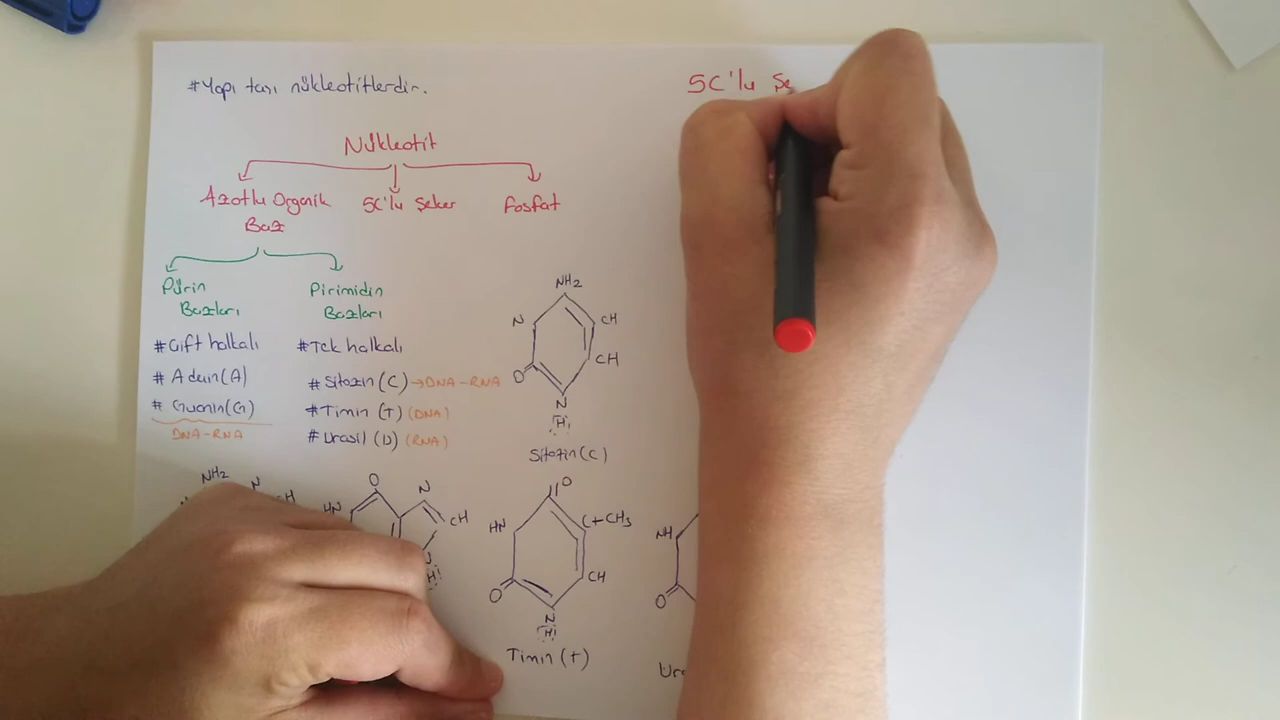 #Yapı taşı nükleotitlerdir.
5C'lu Şe
Nükleotit
Azotlu Organik Baz
5C'lu Şeker
Fosfat
Pürin Bazları
#Çift halkalı
# Adenin(A)
# Guanin(G)
DNA-RNA
Pirimidin Bazları
#Tek halkalı
#Sitozin(C)→DNA-RNA
#Timin (T) (DNA)
#Urasil (U) (RNA)
NH2
N
CH
CH
O
N
H
Sitozin(C)
NH2
N
H
O
HN
N
CH
N
H
O
HN
C+CH3
CH
O
N
H
Timin(T)
NH
O
Ura